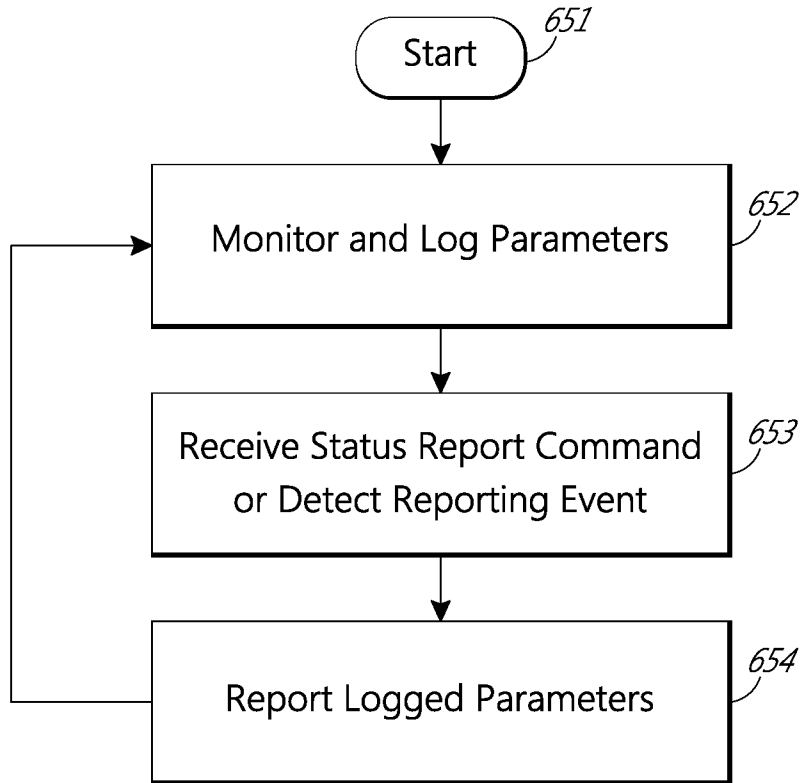 Start
651
Monitor and Log Parameters
652
Receive Status Report Command
or Detect Reporting Event
653
Report Logged Parameters
654